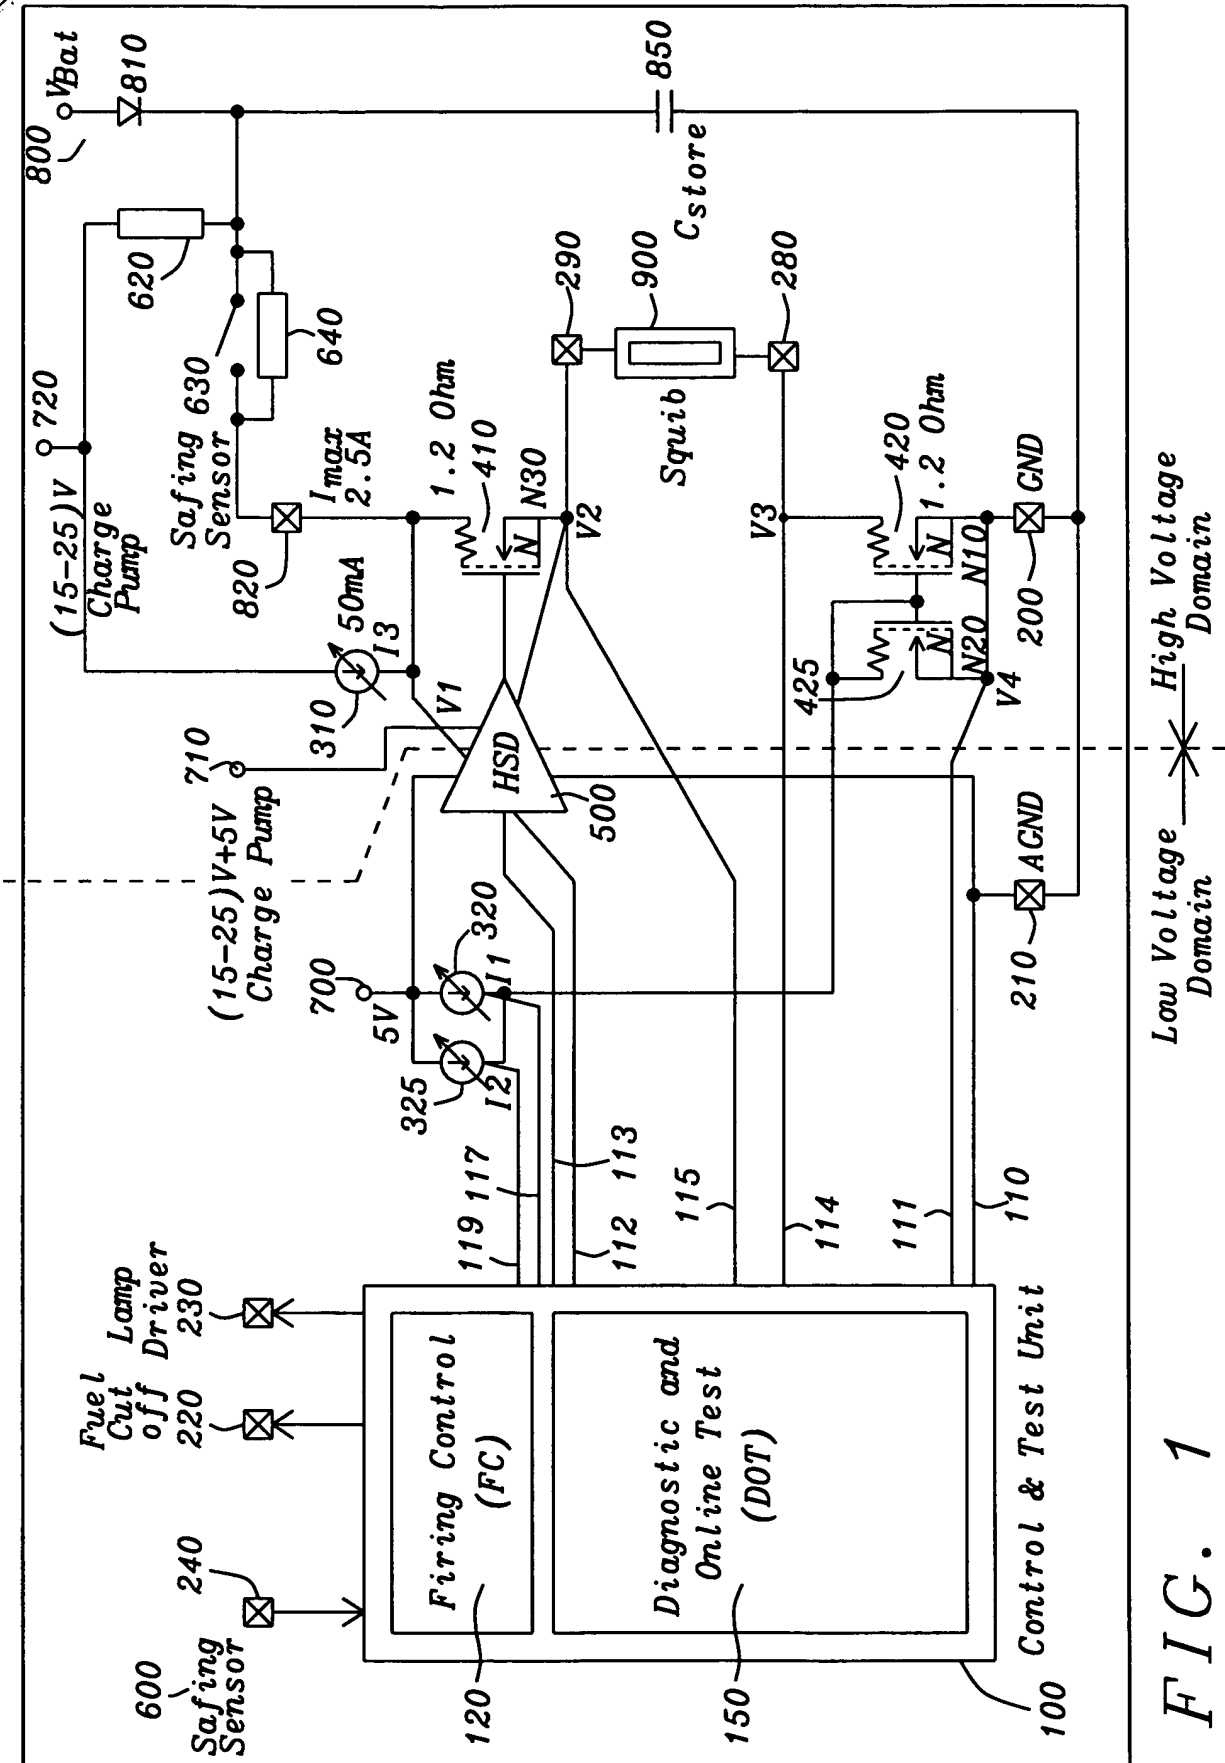 600
Safing
Sensor
240
Fuel
Cut
off
220
Lamp
Driver
230
120
Firing Control
(FC)
150
Diagnostic and
Online Test
(DOT)
100
Control & Test Unit
119
117
113
112
115
114
111
110
700
5V
325
I2
320
I1
(15-25)V+5V
Charge Pump
710
HSD
500
210
AGND
(15-25)V
Charge
Pump
720
310
50mA
I3
V1
820
Safing
Sensor
630
640
620
Imax
2.5A
1.2 Ohm
410
N
N30
V2
290
900
Squib
280
V3
420
1.2 Ohm
N
N10
425
N
N20
V4
200
GND
800
VBat
810
850
Cstore
Low Voltage
Domain
High Voltage
Domain
FIG. 1